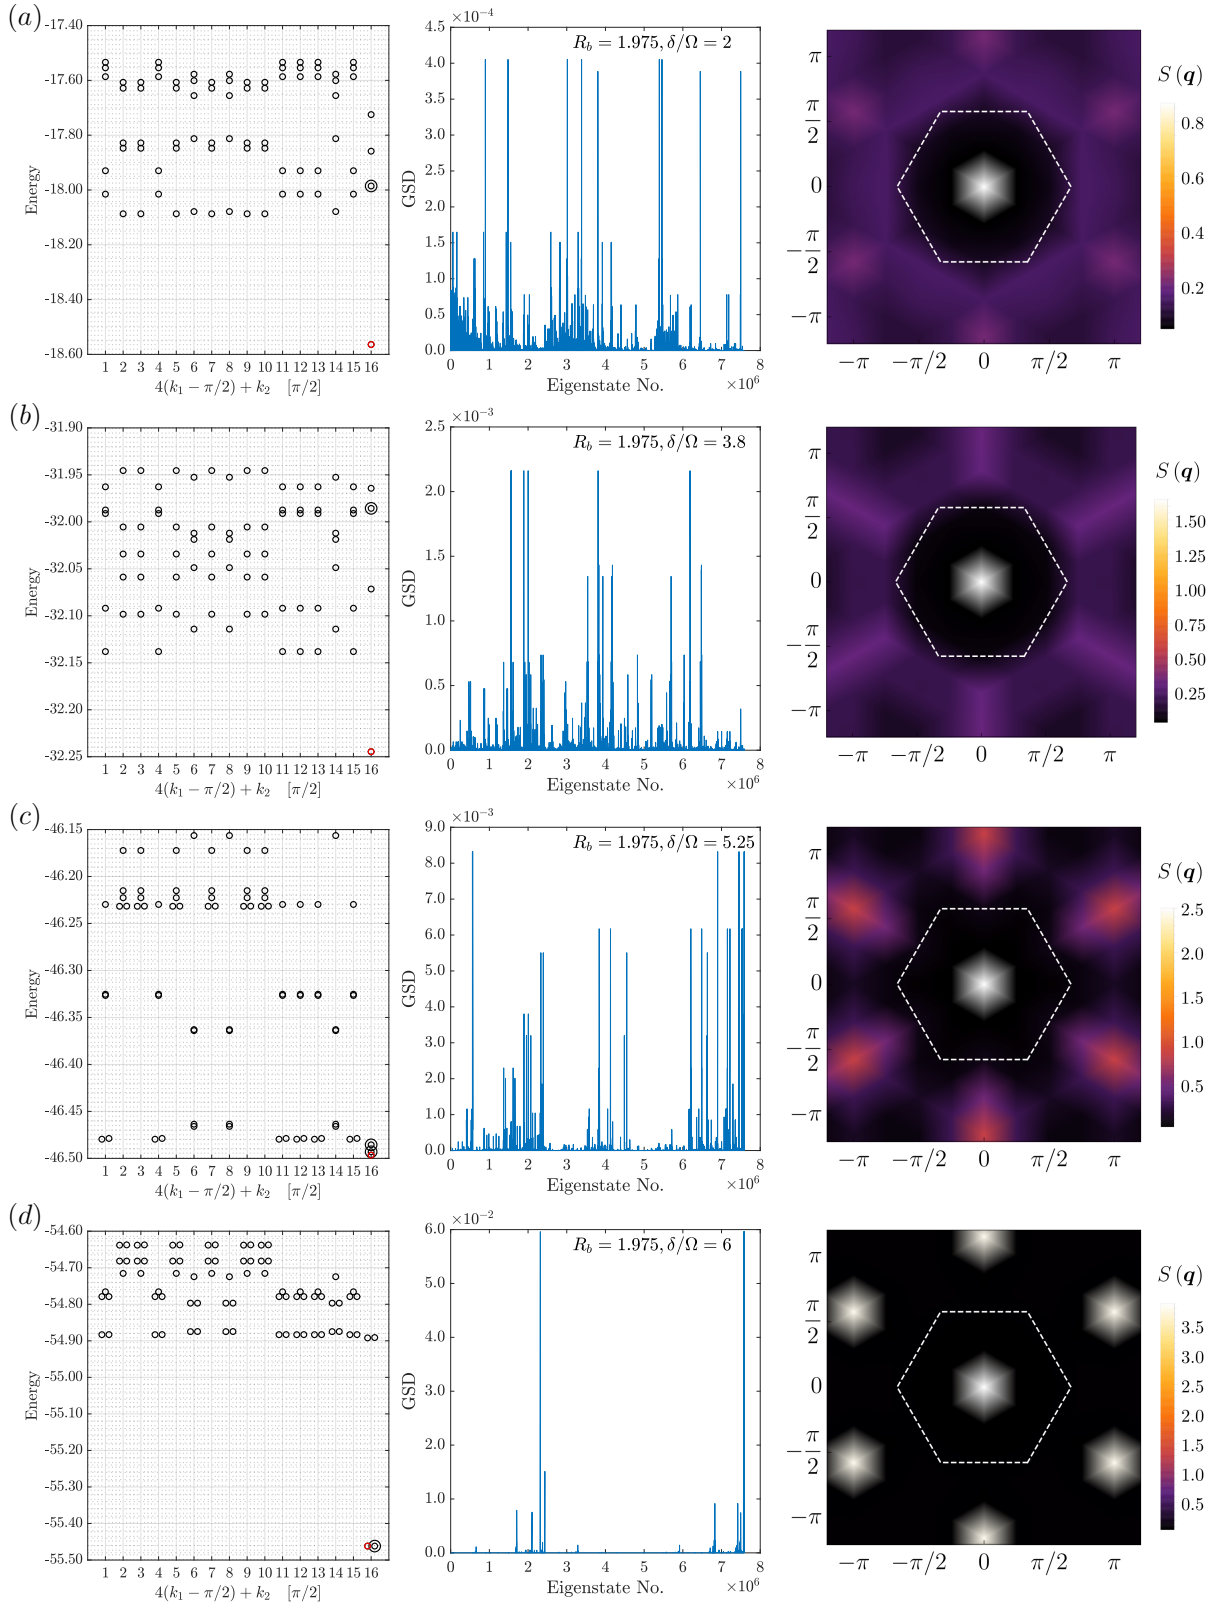 (a)
-17.40
-17.60
-17.80
-18.00
-18.20
-18.40
-18.60
Energy
1 2 3 4 5 6 7 8 9 10 11 12 13 14 15 16
4(k₁ − π/2) + k₂ [π/2]
×10⁻⁴
4.5
4.0
3.5
3.0
2.5
2.0
1.5
1.0
0.5
0.0
GSD
R_b = 1.975, δ/Ω = 2
0 1 2 3 4 5 6 7 8
Eigenstate No. ×10⁶
π
π/2
0
−π/2
−π
−π −π/2 0 π/2 π
S(q)
0.8
0.6
0.4
0.2
(b)
-31.90
-31.95
-32.00
-32.05
-32.10
-32.15
-32.20
-32.25
Energy
1 2 3 4 5 6 7 8 9 10 11 12 13 14 15 16
4(k₁ − π/2) + k₂ [π/2]
×10⁻³
2.5
2.0
1.5
1.0
0.5
0.0
GSD
R_b = 1.975, δ/Ω = 3.8
0 1 2 3 4 5 6 7 8
Eigenstate No. ×10⁶
π
π/2
0
−π/2
−π
−π −π/2 0 π/2 π
S(q)
1.50
1.25
1.00
0.75
0.50
0.25
(c)
-46.15
-46.20
-46.25
-46.30
-46.35
-46.40
-46.45
-46.50
Energy
1 2 3 4 5 6 7 8 9 10 11 12 13 14 15 16
4(k₁ − π/2) + k₂ [π/2]
×10⁻³
9.0
8.0
7.0
6.0
5.0
4.0
3.0
2.0
1.0
0.0
GSD
R_b = 1.975, δ/Ω = 5.25
0 1 2 3 4 5 6 7 8
Eigenstate No. ×10⁶
π
π/2
0
−π/2
−π
−π −π/2 0 π/2 π
S(q)
2.5
2.0
1.5
1.0
0.5
(d)
-54.60
-54.70
-54.80
-54.90
-55.00
-55.10
-55.20
-55.30
-55.40
-55.50
Energy
1 2 3 4 5 6 7 8 9 10 11 12 13 14 15 16
4(k₁ − π/2) + k₂ [π/2]
×10⁻²
6.0
5.0
4.0
3.0
2.0
1.0
0.0
GSD
R_b = 1.975, δ/Ω = 6
0 1 2 3 4 5 6 7 8
Eigenstate No. ×10⁶
π
π/2
0
−π/2
−π
−π −π/2 0 π/2 π
S(q)
3.5
3.0
2.5
2.0
1.5
1.0
0.5